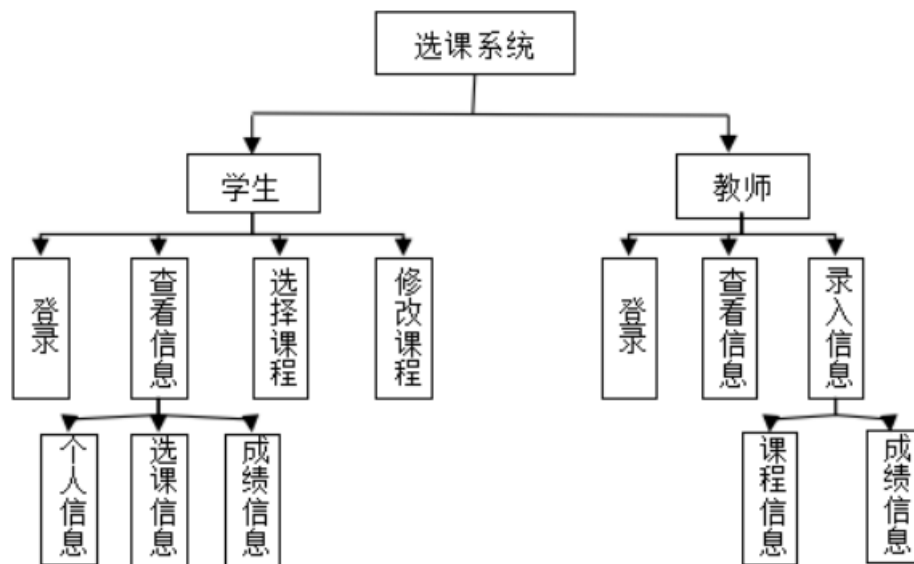 选课系统
学生
教师
登录
查看信息
选择课程
修改课程
登录
查看信息
录入信息
个人信息
选课信息
成绩信息
课程信息
成绩信息